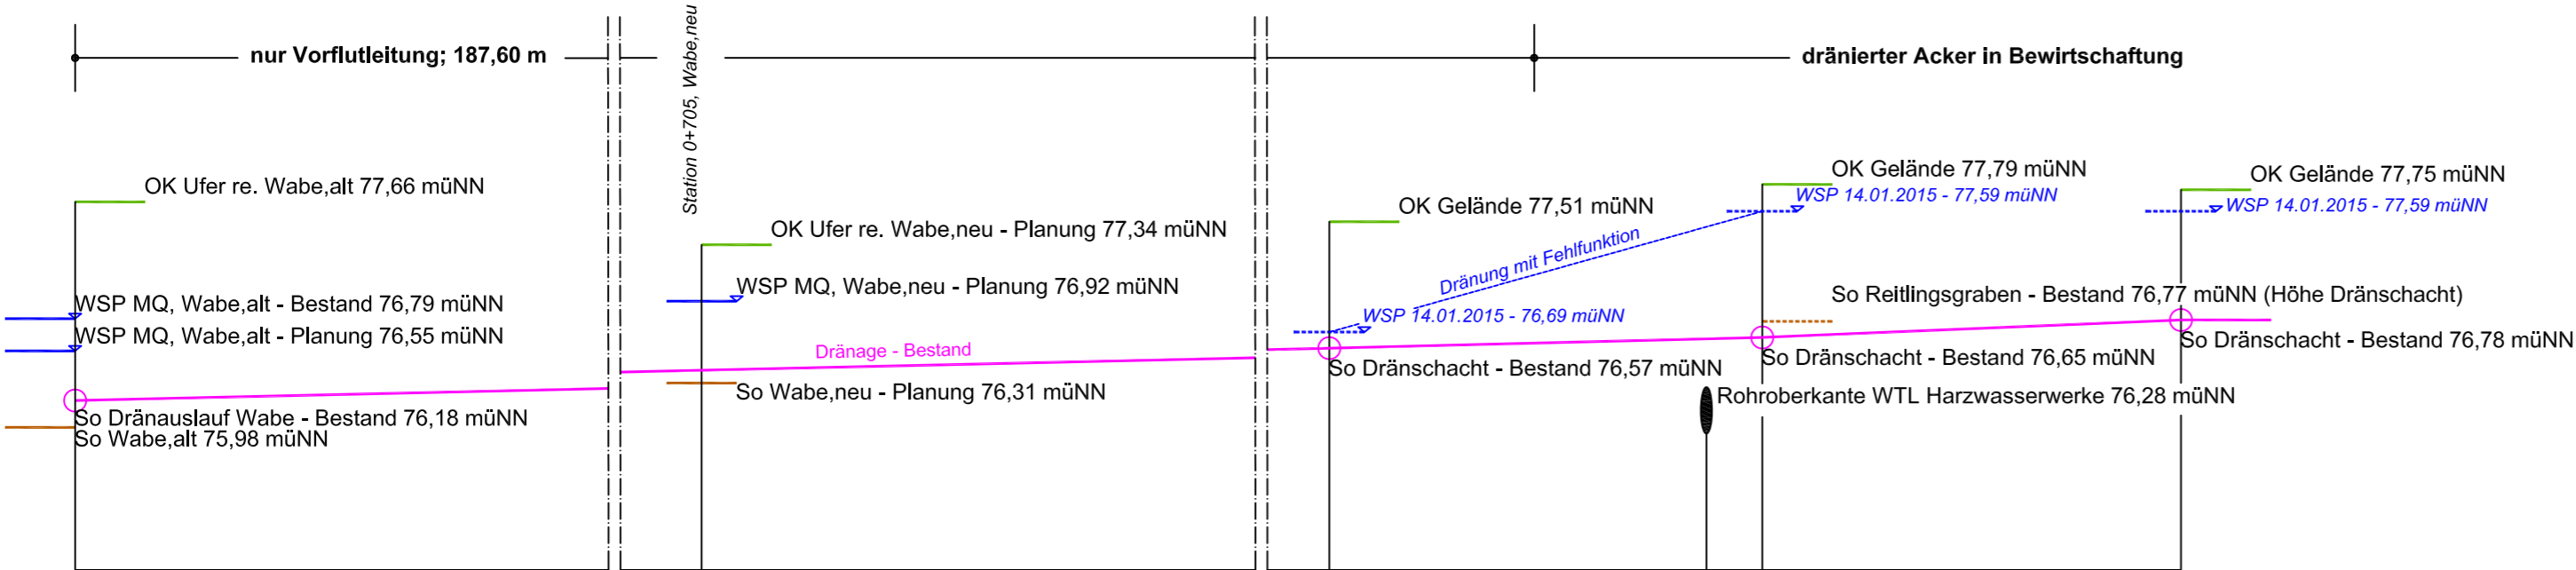 nur Vorflutleitung; 187,60 m
Station 0+705, Wabe,neu
dränierter Acker in Bewirtschaftung
OK Ufer re. Wabe,alt 77,66 müNN
WSP MQ, Wabe,alt - Bestand 76,79 müNN
WSP MQ, Wabe,alt - Planung 76,55 müNN
So Dränauslauf Wabe - Bestand 76,18 müNN
So Wabe,alt 75,98 müNN
OK Ufer re. Wabe,neu - Planung 77,34 müNN
WSP MQ, Wabe,neu - Planung 76,92 müNN
Dränage - Bestand
So Wabe,neu - Planung 76,31 müNN
OK Gelände 77,51 müNN
Dränung mit Fehlfunktion
WSP 14.01.2015 - 76,69 müNN
So Dränschacht - Bestand 76,57 müNN
OK Gelände 77,79 müNN
WSP 14.01.2015 - 77,59 müNN
So Reitlingsgraben - Bestand 76,77 müNN (Höhe Dränschacht)
So Dränschacht - Bestand 76,65 müNN
Rohroberkante WTL Harzwasserwerke 76,28 müNN
OK Gelände 77,75 müNN
WSP 14.01.2015 - 77,59 müNN
So Dränschacht - Bestand 76,78 müNN